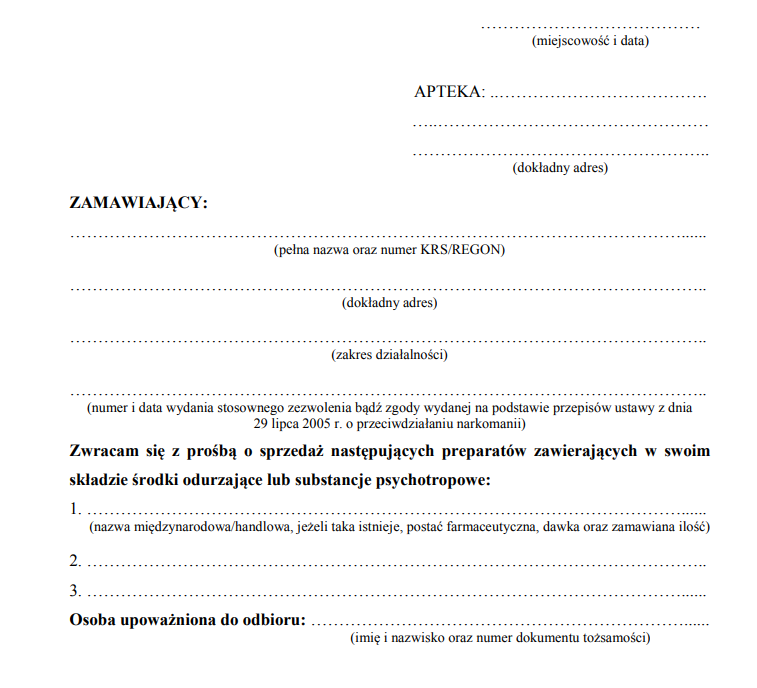 ……………………………………
(miejscowość i data)
APTEKA: ..……………………………….
…..…………………………………………
………………………………………………..
(dokładny adres)
ZAMAWIAJĄCY:
……………………………………………………………………………………………………......
(pełna nazwa oraz numer KRS/REGON)
………………………………………………………………………………………………………..
(dokładny adres)
………………………………………………………………………………………………………..
(zakres działalności)
………………………………………………………………………………………………………..
(numer i data wydania stosownego zezwolenia bądź zgody wydanej na podstawie przepisów ustawy z dnia
29 lipca 2005 r. o przeciwdziałaniu narkomanii)
Zwracam się z prośbą o sprzedaż następujących preparatów zawierających w swoim
składzie środki odurzające lub substancje psychotropowe:
1. …………………………………………………………………………………………………......
(nazwa międzynarodowa/handlowa, jeżeli taka istnieje, postać farmaceutyczna, dawka oraz zamawiana ilość)
2. ……………………………………………………………………………………………………..
3. …………………………………………………………………………………………………......
Osoba upoważniona do odbioru: ……………………………………………………………......
(imię i nazwisko oraz numer dokumentu tożsamości)